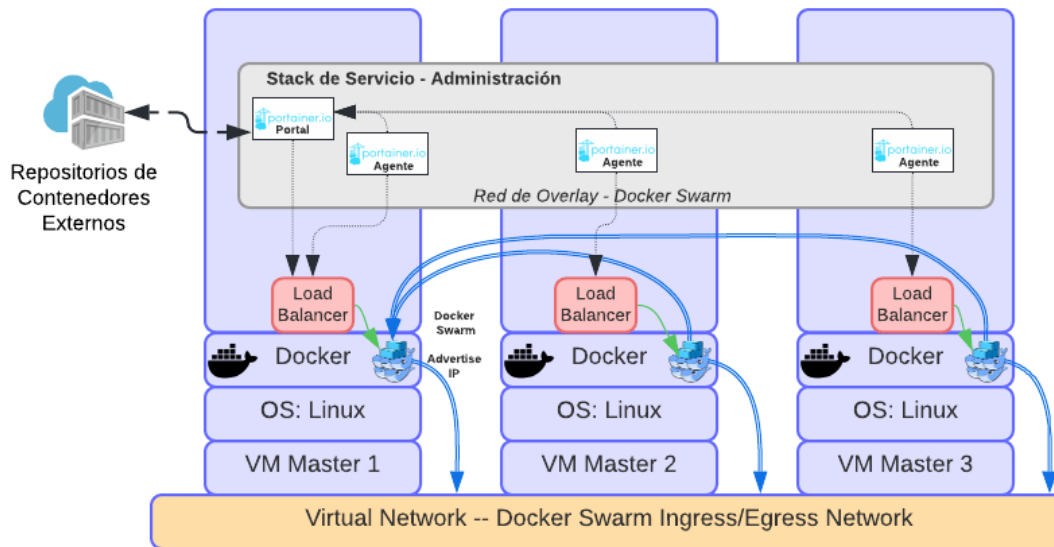 Stack de Servicio - Administración
portainer.io
Portal
portainer.io
Agente
portainer.io
Agente
portainer.io
Agente
Repositorios de
Contenedores
Externos
Red de Overlay - Docker Swarm
Load
Balancer
Load
Balancer
Load
Balancer
Docker
Swarm
Advertise
IP
Docker
Docker
Docker
OS: Linux
OS: Linux
OS: Linux
VM Master 1
VM Master 2
VM Master 3
Virtual Network -- Docker Swarm Ingress/Egress Network